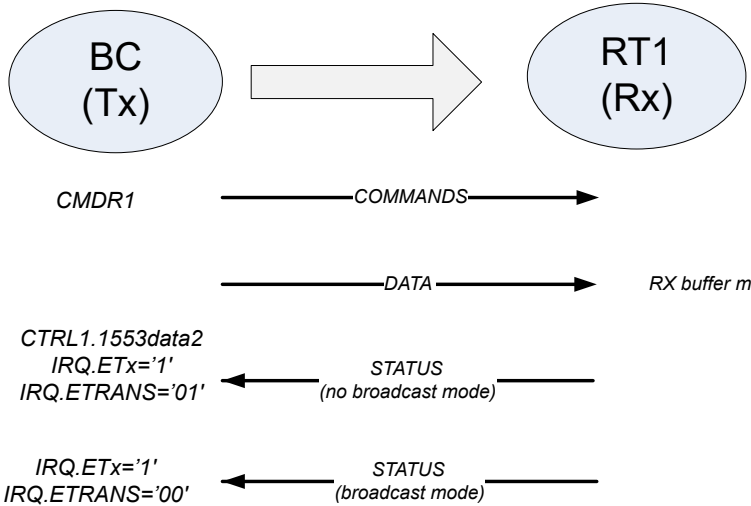 BC
(Tx)
RT1
(Rx)
CMDR1
COMMANDS
DATA
RX buffer m
CTRL1.1553data2
IRQ.ETx='1'
IRQ.ETRANS='01'
STATUS
(no broadcast mode)
IRQ.ETx='1'
IRQ.ETRANS='00'
STATUS
(broadcast mode)